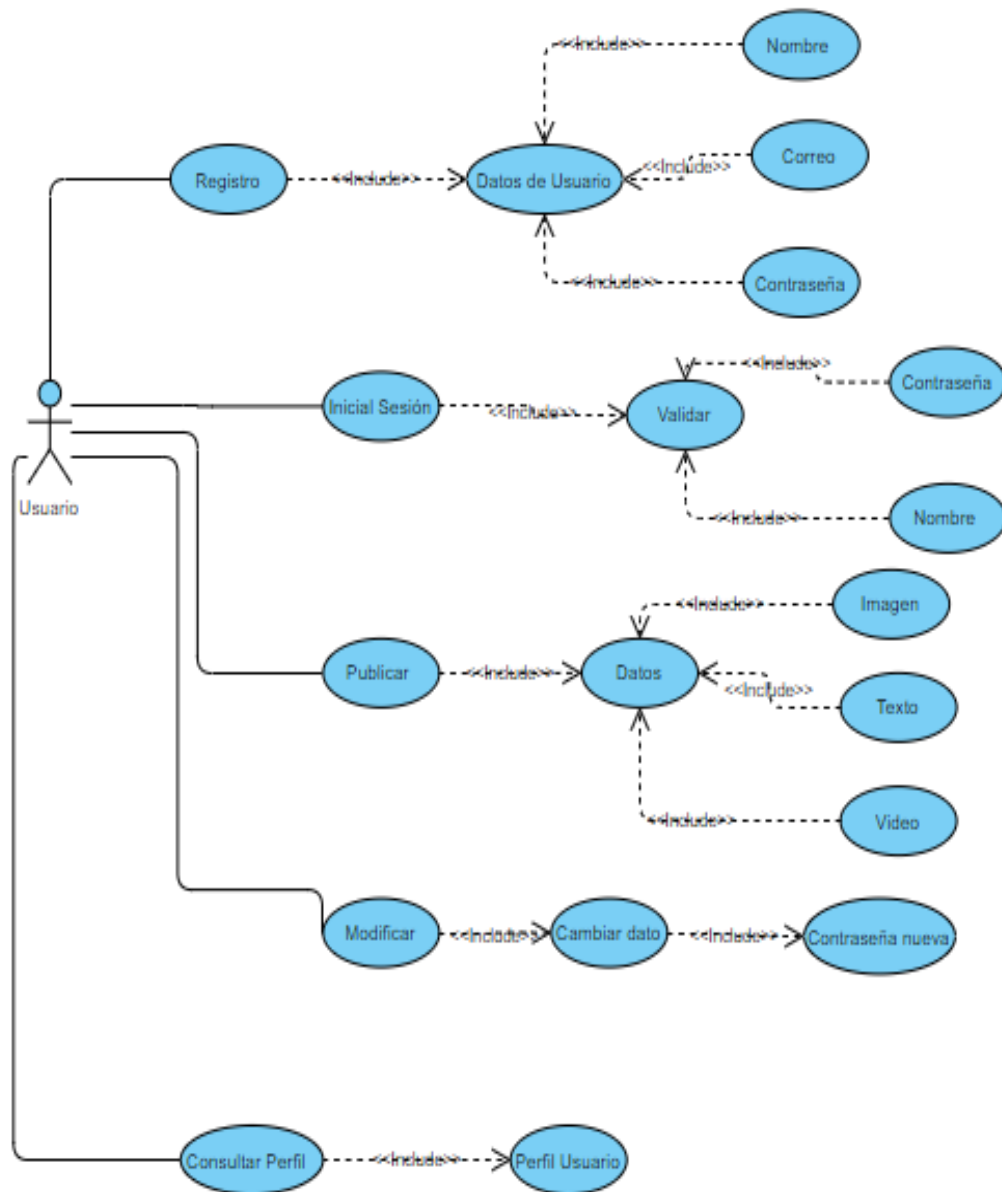 <<Include>>
Nombre
Registro
<<Include>>
Datos de Usuario
<<Include>>
Correo
<<Include>>
Contraseña
Usuario
Inicial Sesión
<<Include>>
Validar
<<Include>>
Contraseña
<<Include>>
Nombre
Publicar
<<Include>>
Datos
<<Include>>
Imagen
<<Include>>
Texto
<<Include>>
Video
Modificar
<<Include>>
Cambiar dato
<<Include>>
Contraseña nueva
Consultar Perfil
<<Include>>
Perfil Usuario